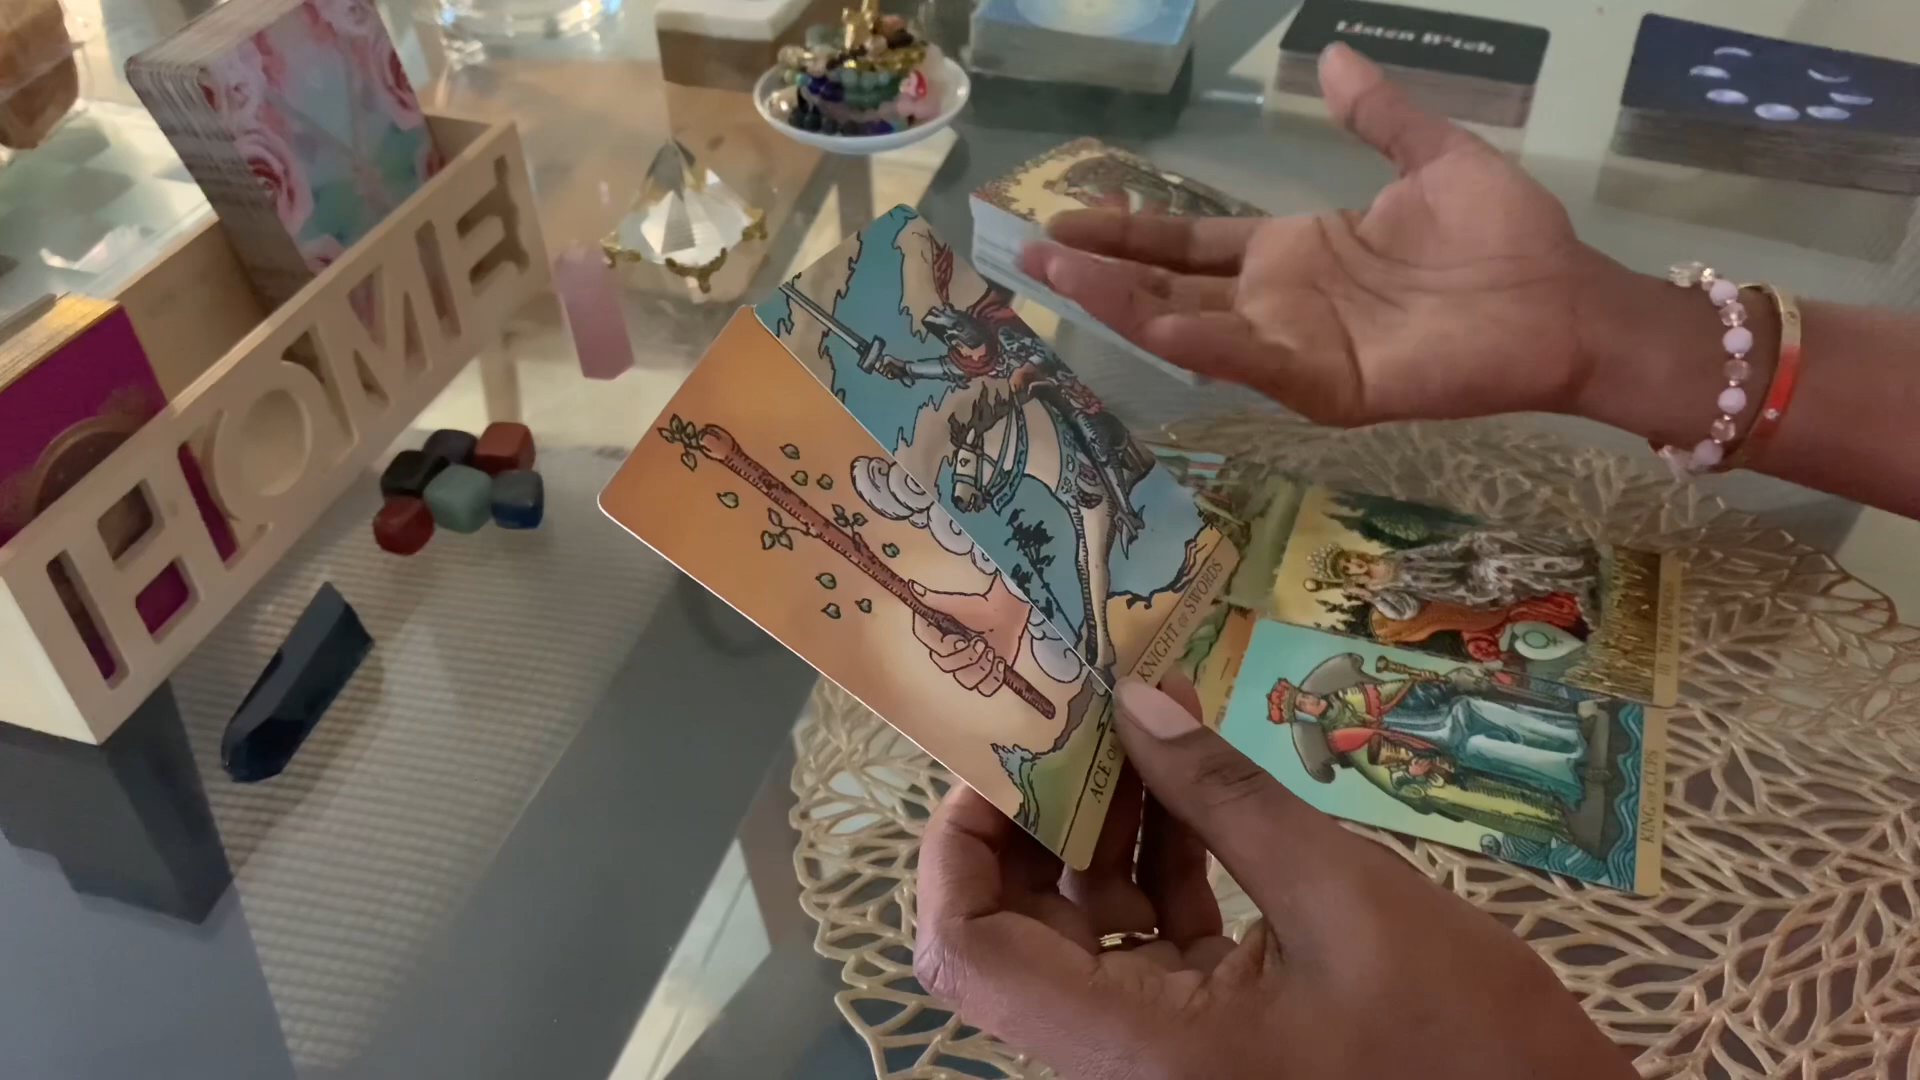 Listen B*tch
HOME
KNIGHT OF SWORDS
ACE OF
KING OF CUPS